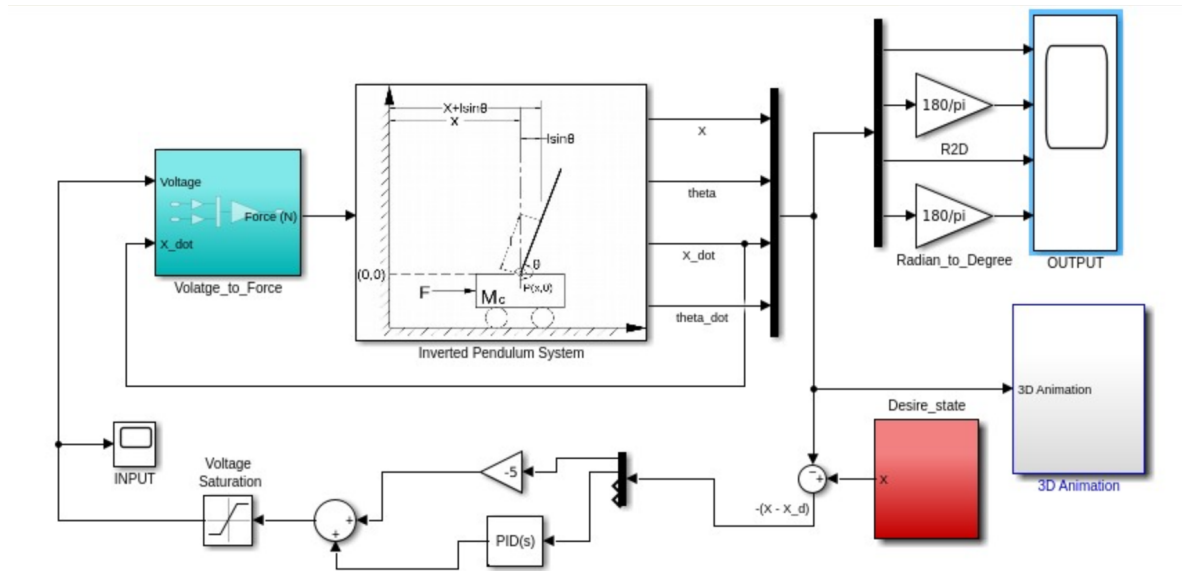 X+lsinθ
X
lsinθ
l
θ
(0,0)
P(x,0)
F
Mc
Inverted Pendulum System
Voltage
Force (N)
X_dot
Volatge_to_Force
X
theta
X_dot
theta_dot
180/pi
R2D
180/pi
Radian_to_Degree
OUTPUT
3D Animation
3D Animation
Desire_state
X
-(X - X_d)
−
+
-5
PID(s)
+
+
Voltage
Saturation
INPUT